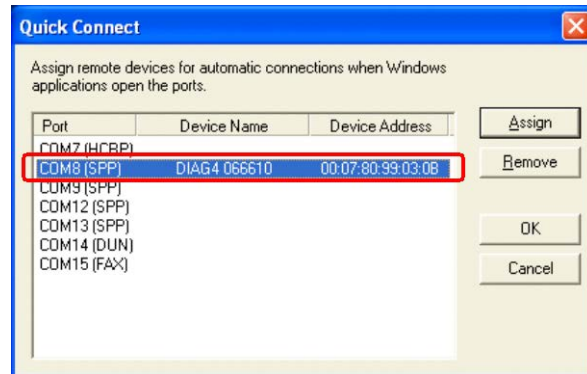 Quick Connect
Assign remote devices for automatic connections when Windows
applications open the ports.
Port Device Name Device Address
COM7 (HCRP)
COM8 (SPP) DIAG4 066610 00:07:80:99:03:0B
COM9 (SPP)
COM12 (SPP)
COM13 (SPP)
COM14 (DUN)
COM15 (FAX)
Assign
Remove
OK
Cancel